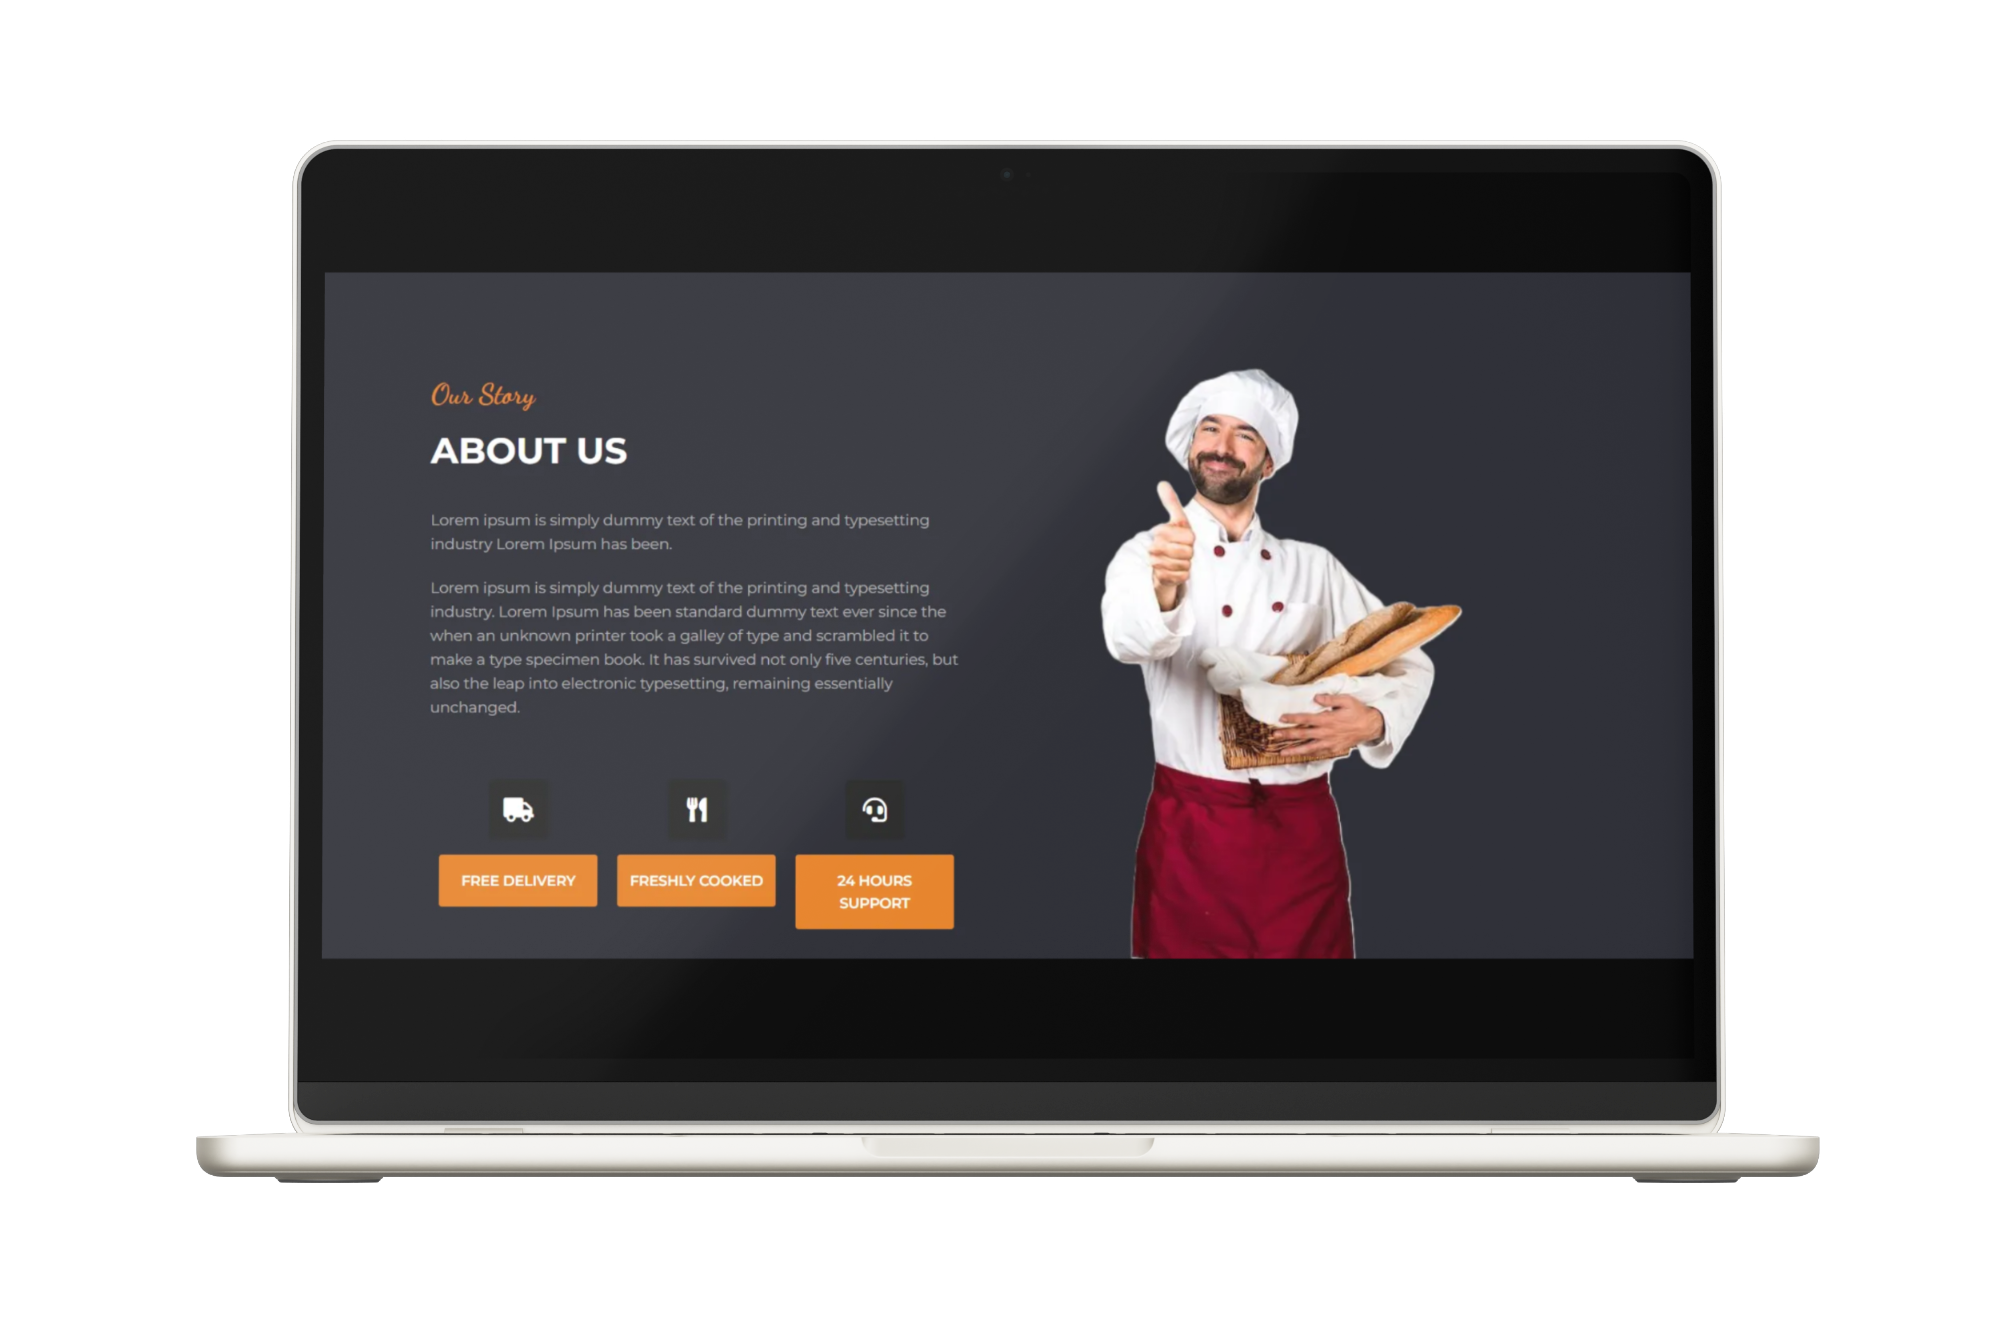 Our Story
ABOUT US
Lorem ipsum is simply dummy text of the printing and typesetting
industry Lorem Ipsum has been.
Lorem ipsum is simply dummy text of the printing and typesetting
industry. Lorem Ipsum has been standard dummy text ever since the
when an unknown printer took a galley of type and scrambled it to
make a type specimen book. It has survived not only five centuries, but
also the leap into electronic typesetting, remaining essentially
unchanged.
FREE DELIVERY
FRESHLY COOKED
24 HOURS
SUPPORT